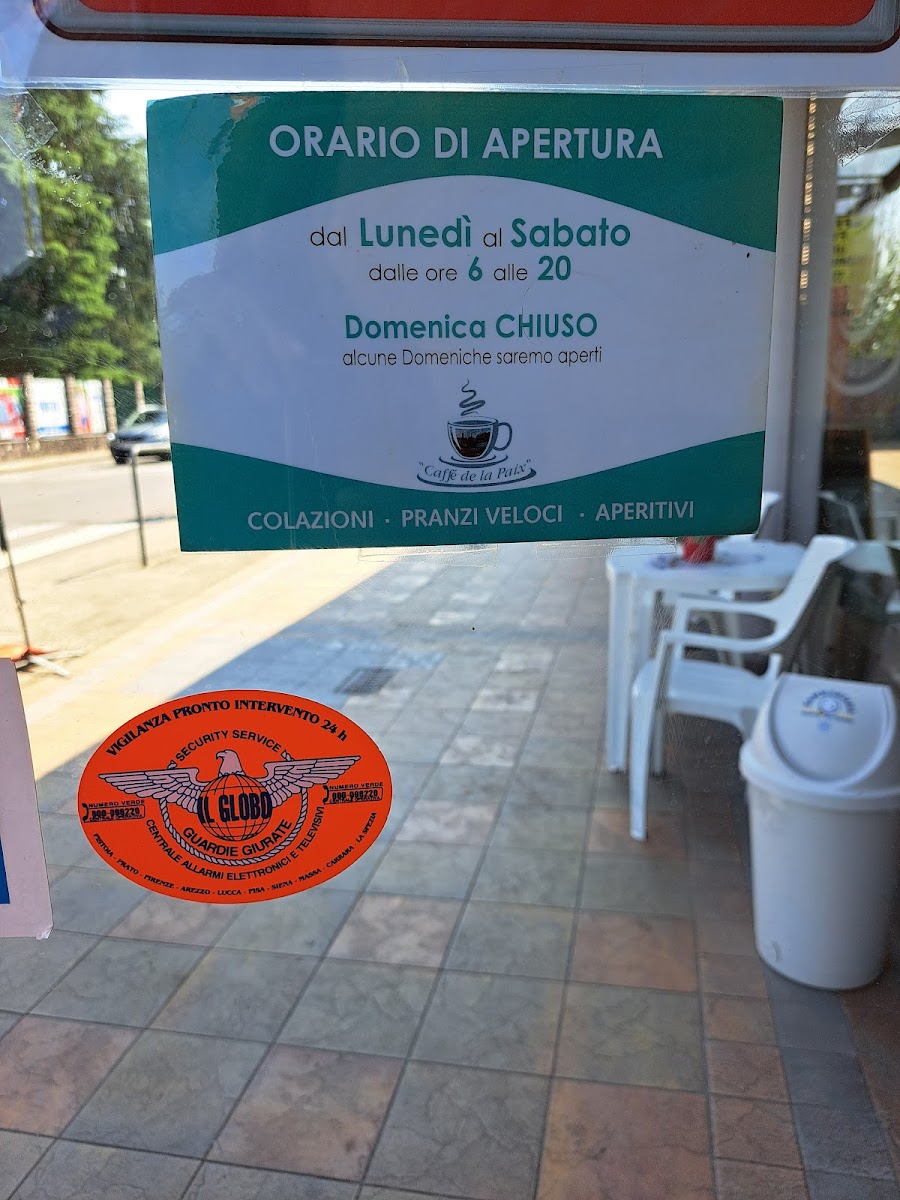 ORARIO DI APERTURA
dal Lunedì al Sabato
dalle ore 6 alle 20
Domenica CHIUSO
alcune Domeniche saremo aperti
"Caffé de la Paix"
COLAZIONI · PRANZI VELOCI · APERITIVI
VIGILANZA PRONTO INTERVENTO 24 h
SECURITY SERVICE
IL GLOBO
GUARDIE GIURATE
CENTRALE ALLARMI ELETTRONICI E TELEVISIVI
NUMERO VERDE
NUMERO VERDE
PISTOIA - PRATO - FIRENZE - AREZZO - LUCCA - PISA - SIENA - MASSA - CARRARA - LA SPEZIA